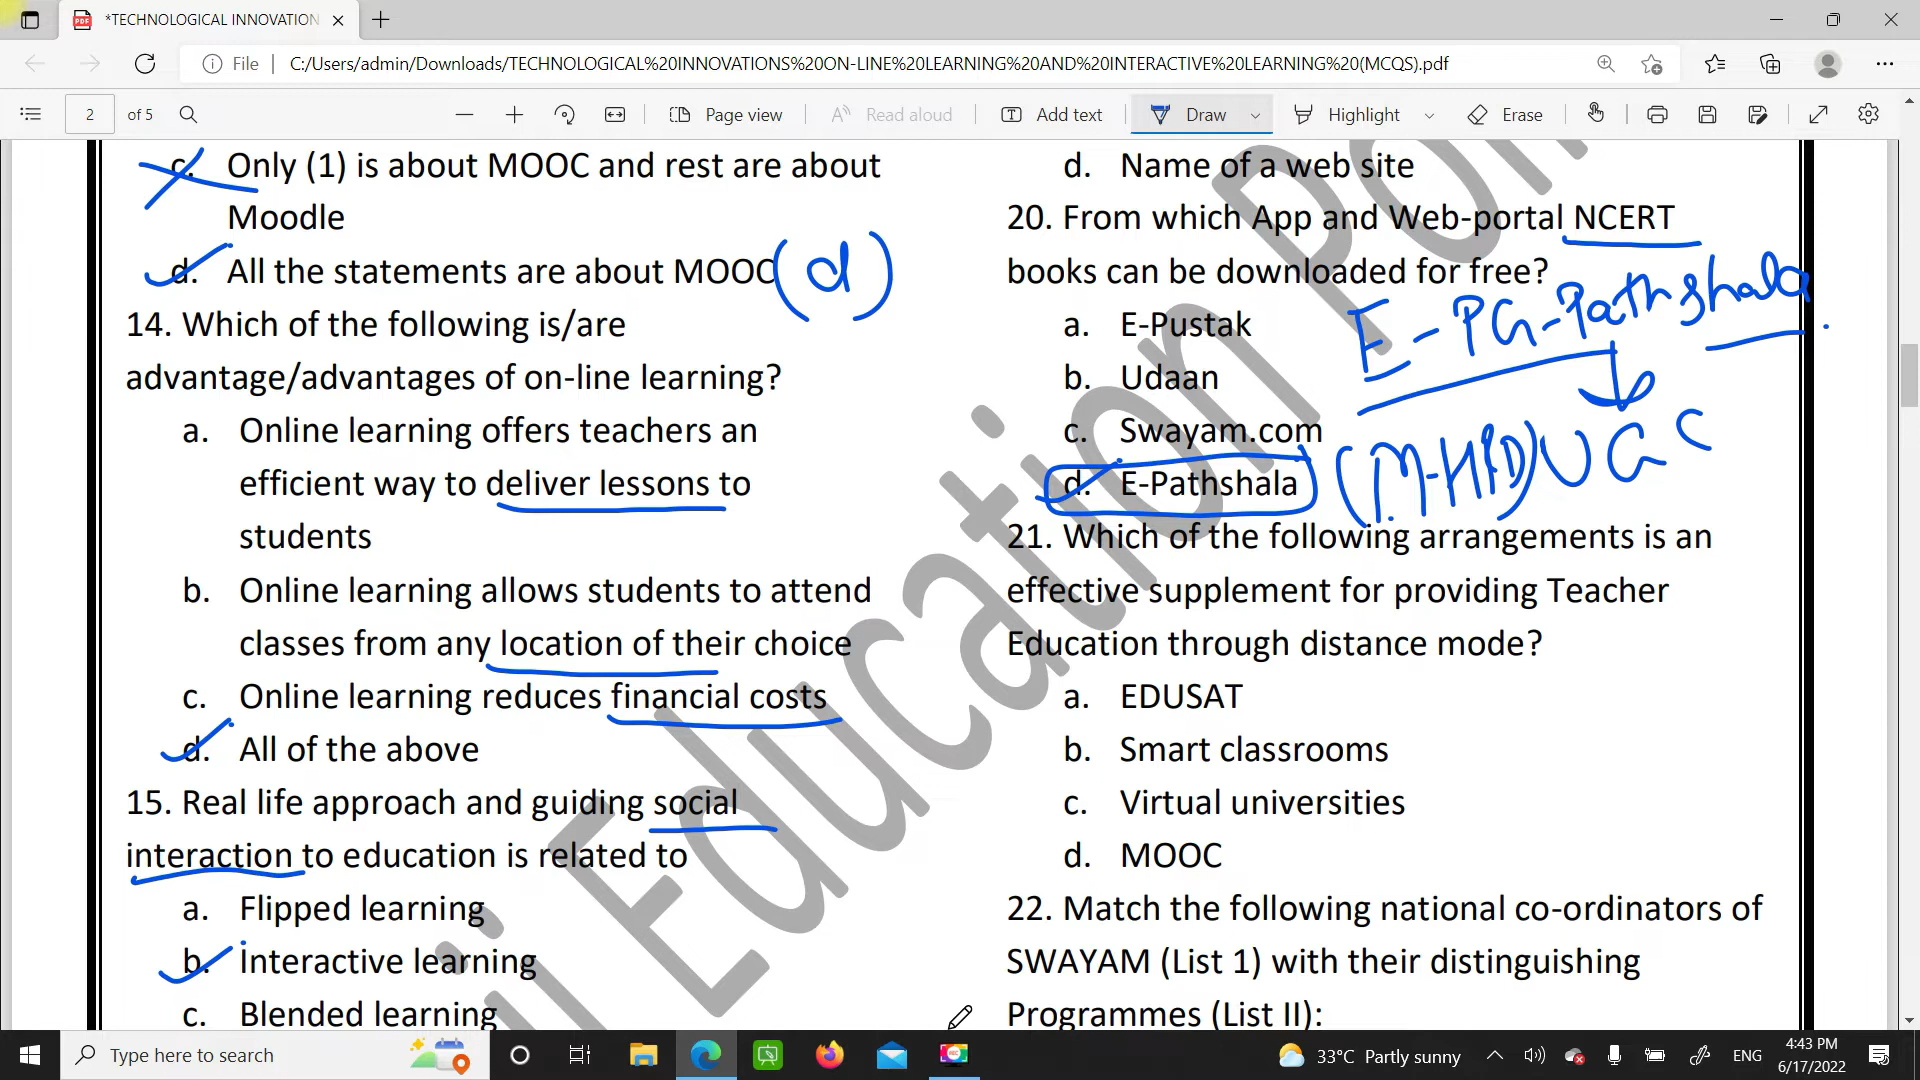 *TECHNOLOGICAL INNOVATION
File
C:/Users/admin/Downloads/TECHNOLOGICAL%20INNOVATIONS%20ON-LINE%20LEARNING%20AND%20INTERACTIVE%20LEARNING%20(MCQS).pdf
2 of 5 Page view Read aloud Add text Draw Highlight Erase
c. Only (1) is about MOOC and rest are about
Moodle
d. All the statements are about MOOC (d)
14. Which of the following is/are
advantage/advantages of on-line learning?
a. Online learning offers teachers an
efficient way to deliver lessons to
students
b. Online learning allows students to attend
classes from any location of their choice
c. Online learning reduces financial costs
d. All of the above
15. Real life approach and guiding social
interaction to education is related to
a. Flipped learning
b. Interactive learning
c. Blended learning
d. Name of a web site
20. From which App and Web-portal NCERT
books can be downloaded for free?
a. E-Pustak
E-PG-Pathshala
b. Udaan
c. Swayam.com
d. E-Pathshala
(M-HRD) UGC
21. Which of the following arrangements is an
effective supplement for providing Teacher
Education through distance mode?
a. EDUSAT
b. Smart classrooms
c. Virtual universities
d. MOOC
22. Match the following national co-ordinators of
SWAYAM (List 1) with their distinguishing
Programmes (List II):
Education Poin
Type here to search
33°C Partly sunny
ENG
4:43 PM
6/17/2022